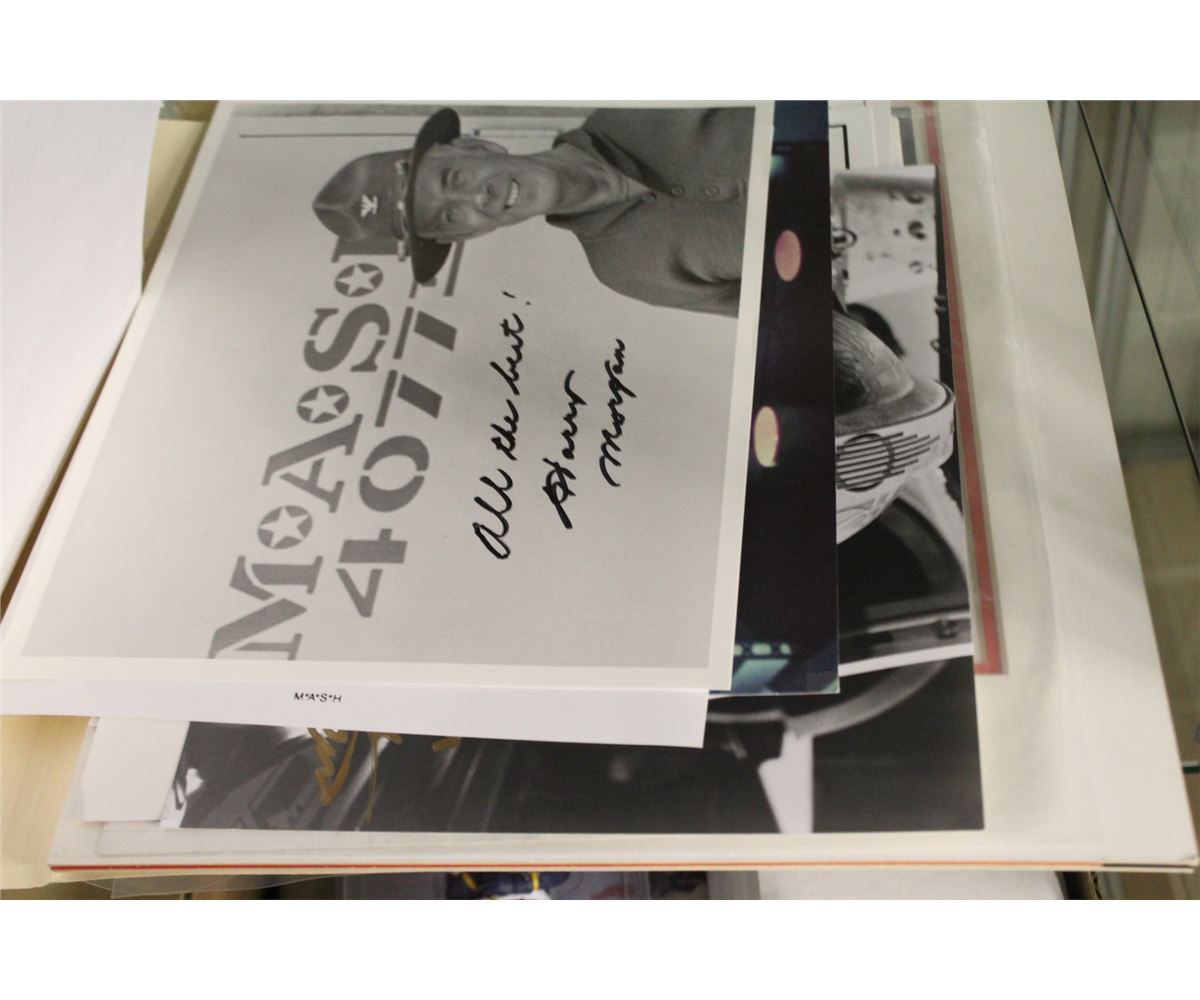 M*A*S*H
4077
All the best!
Harry
Morgan
M*A*S*H